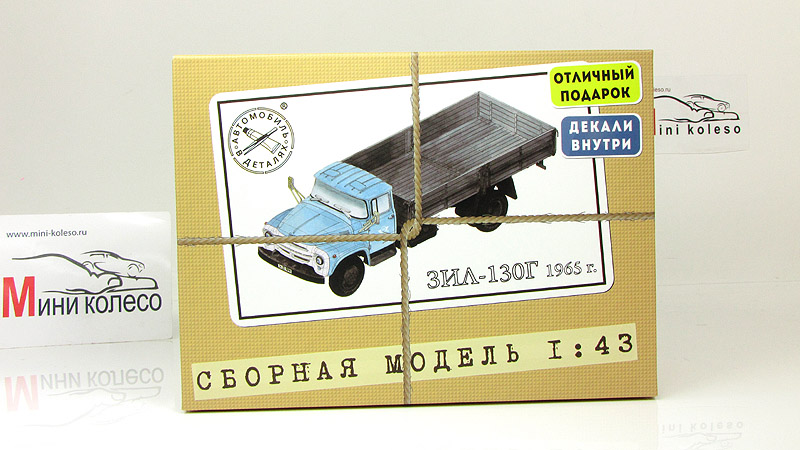 ОТЛИЧНЫЙ
ПОДАРОК
ДЕКАЛИ
ВНУТРИ
АВТОМОБИЛЬ
В ДЕТАЛЯХ
®
ЗИЛ-130Г 1965 г.
СБОРНАЯ МОДЕЛЬ 1:43
www.mini-koleso.ru
Мини колесо
Mini koleso